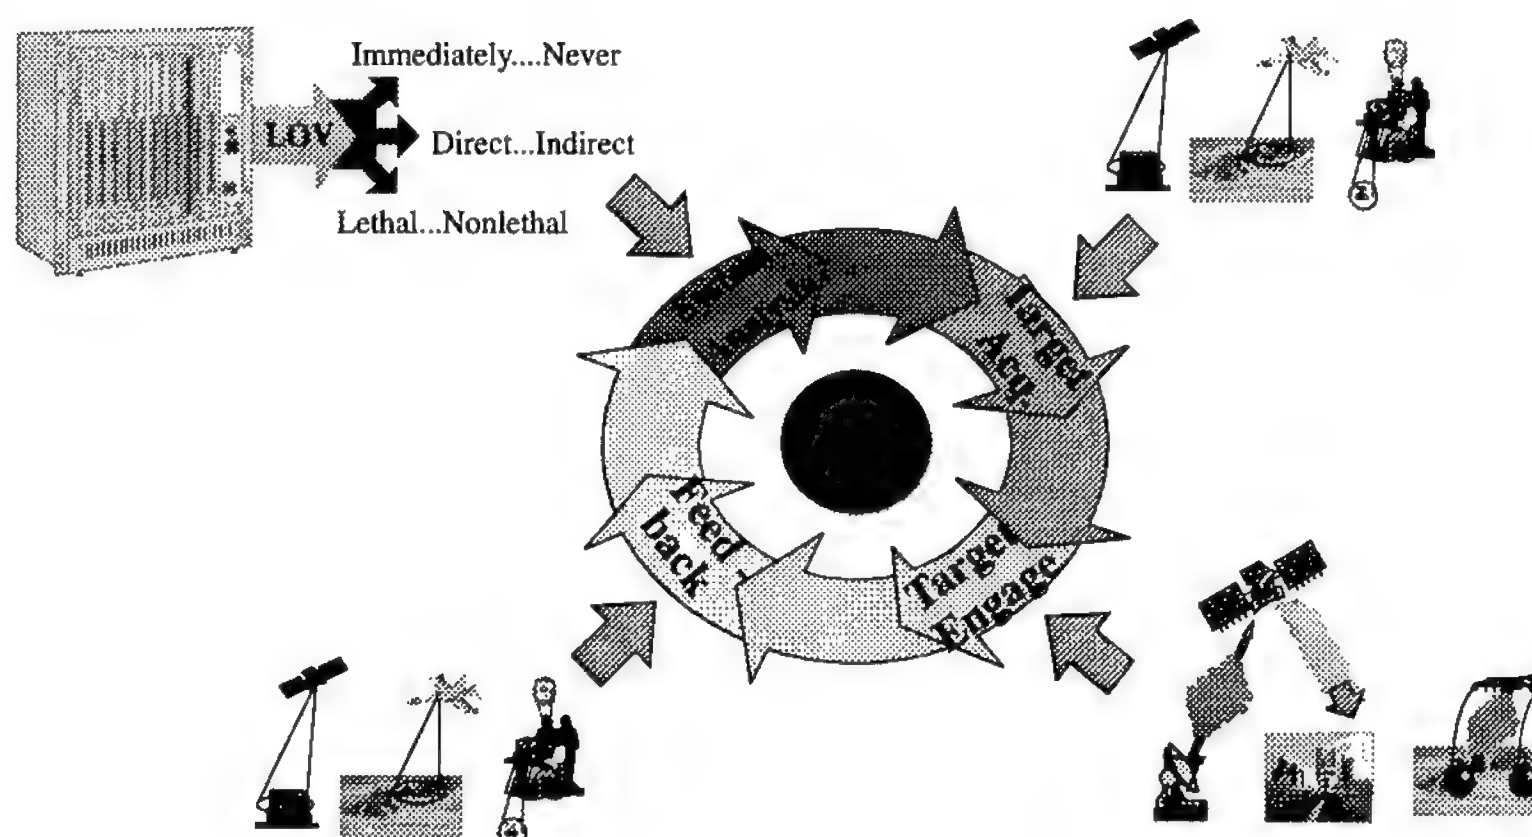 Immediately....Never
LOV
Direct...Indirect
Lethal...Nonlethal
Target
Acq.
Feed
back
Target
Engage